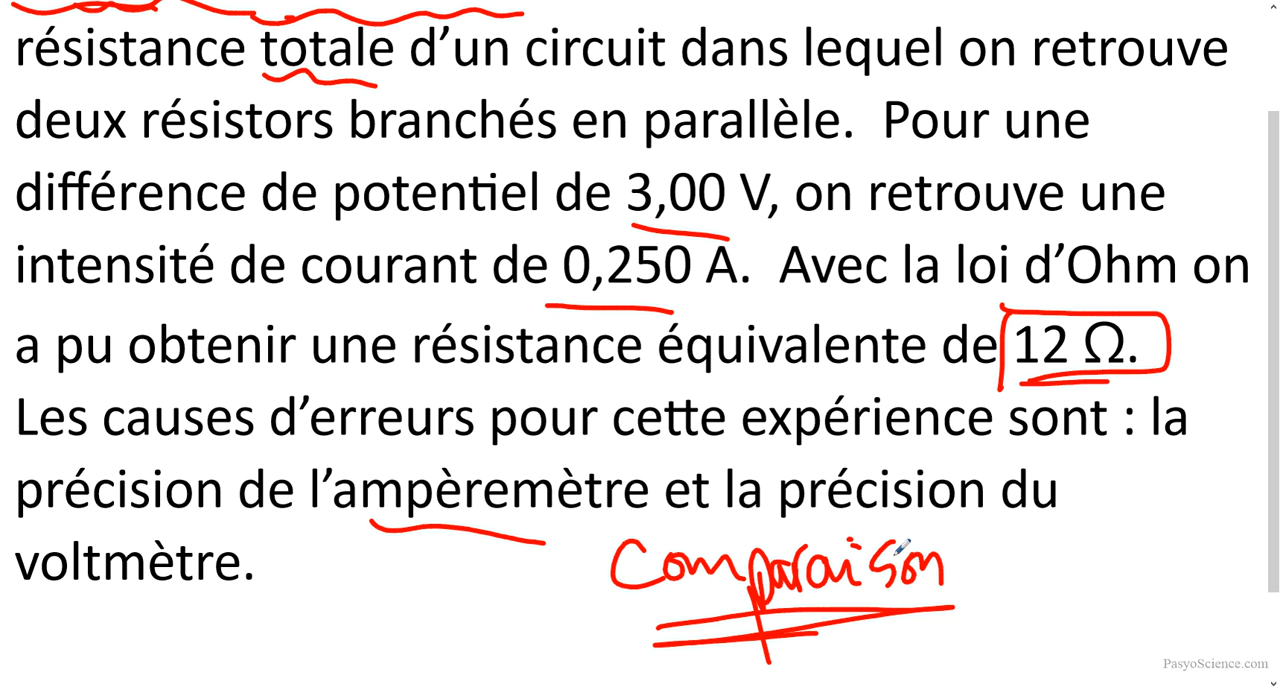 résistance totale d’un circuit dans lequel on retrouve
deux résistors branchés en parallèle. Pour une
différence de potentiel de 3,00 V, on retrouve une
intensité de courant de 0,250 A. Avec la loi d’Ohm on
a pu obtenir une résistance équivalente de 12 Ω.
Les causes d’erreurs pour cette expérience sont : la
précision de l’ampèremètre et la précision du
voltmètre.
Comparaison
PasyoScience.com